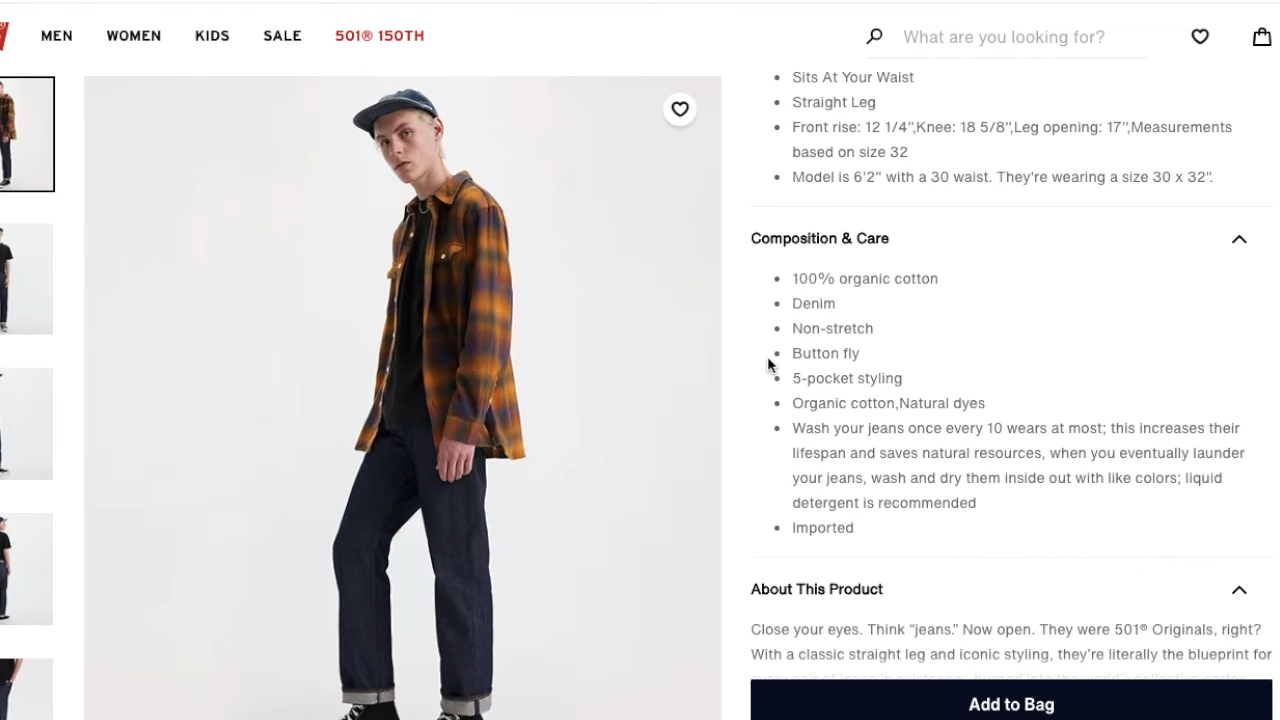 MEN WOMEN KIDS SALE 501® 150TH What are you looking for?
Sits At Your Waist
Straight Leg
Front rise: 12 1/4",Knee: 18 5/8",Leg opening: 17",Measurements
based on size 32
Model is 6'2" with a 30 waist. They're wearing a size 30 x 32".
Composition & Care
100% organic cotton
Denim
Non-stretch
Button fly
5-pocket styling
Organic cotton,Natural dyes
Wash your jeans once every 10 wears at most; this increases their
lifespan and saves natural resources, when you eventually launder
your jeans, wash and dry them inside out with like colors; liquid
detergent is recommended
Imported
About This Product
Close your eyes. Think “jeans.” Now open. They were 501® Originals, right?
With a classic straight leg and iconic styling, they’re literally the blueprint for
Add to Bag